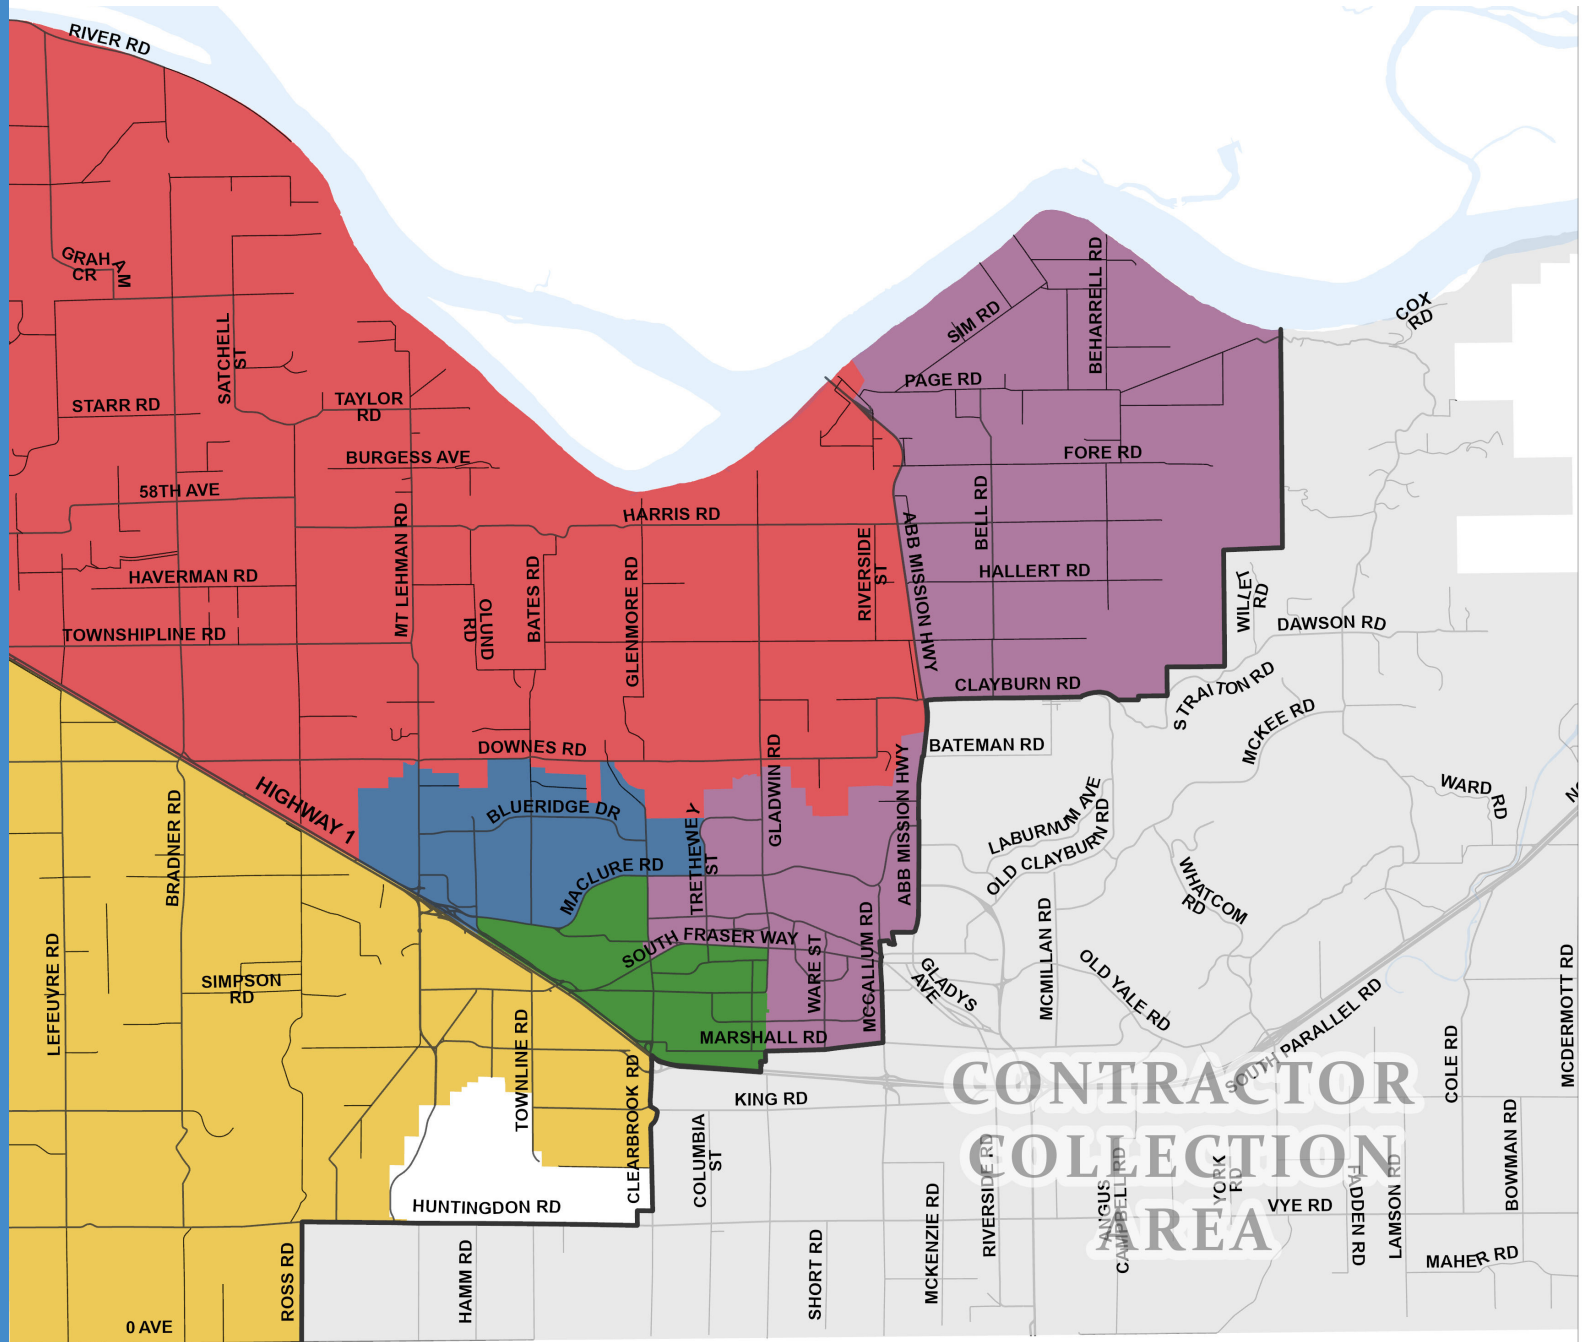 RIVER RD
GRAHAM
CR
SATCHELL
ST
STARR RD
TAYLOR
RD
BURGESS AVE
58TH AVE
HAVERMAN RD
TOWNSHIPLINE RD
MT LEHMAN RD
OLUND
RD
BATES RD
GLENMORE RD
HARRIS RD
RIVERSIDE
ST
ABB MISSION HWY
SIM RD
PAGE RD
BEHARRELL RD
FORE RD
BELL RD
HALLERT RD
CLAYBURN RD
COX
RD
WILLET
RD
DAWSON RD
STRAITON RD
MCKEE RD
BATEMAN RD
DOWNES RD
HIGHWAY 1
BLUERIDGE DR
MACLURE RD
TRETHEWEY
ST
GLADWIN RD
ABB MISSION HWY
LABURNUM AVE
OLD CLAYBURN RD
WARD RD
NO
WHATCOM
RD
BRADNER RD
LEFEUVRE RD
SIMPSON
RD
SOUTH FRASER WAY
WARE ST
MCCALLUM RD
GLADYS
AVE
MCMILLAN RD
OLD YALE RD
SOUTH PARALLEL RD
COLE RD
MCDERMOTT RD
TOWNLINE RD
CLEARBROOK RD
MARSHALL RD
KING RD
COLUMBIA
ST
CONTRACTOR
COLLECTION
AREA
HUNTINGDON RD
ROSS RD
HAMM RD
SHORT RD
MCKENZIE RD
RIVERSIDE RD
ANGUS
CAMPBELL RD
YORK
RD
VYE RD
FADDEN RD
LAMSON RD
BOWMAN RD
MAHER RD
0 AVE